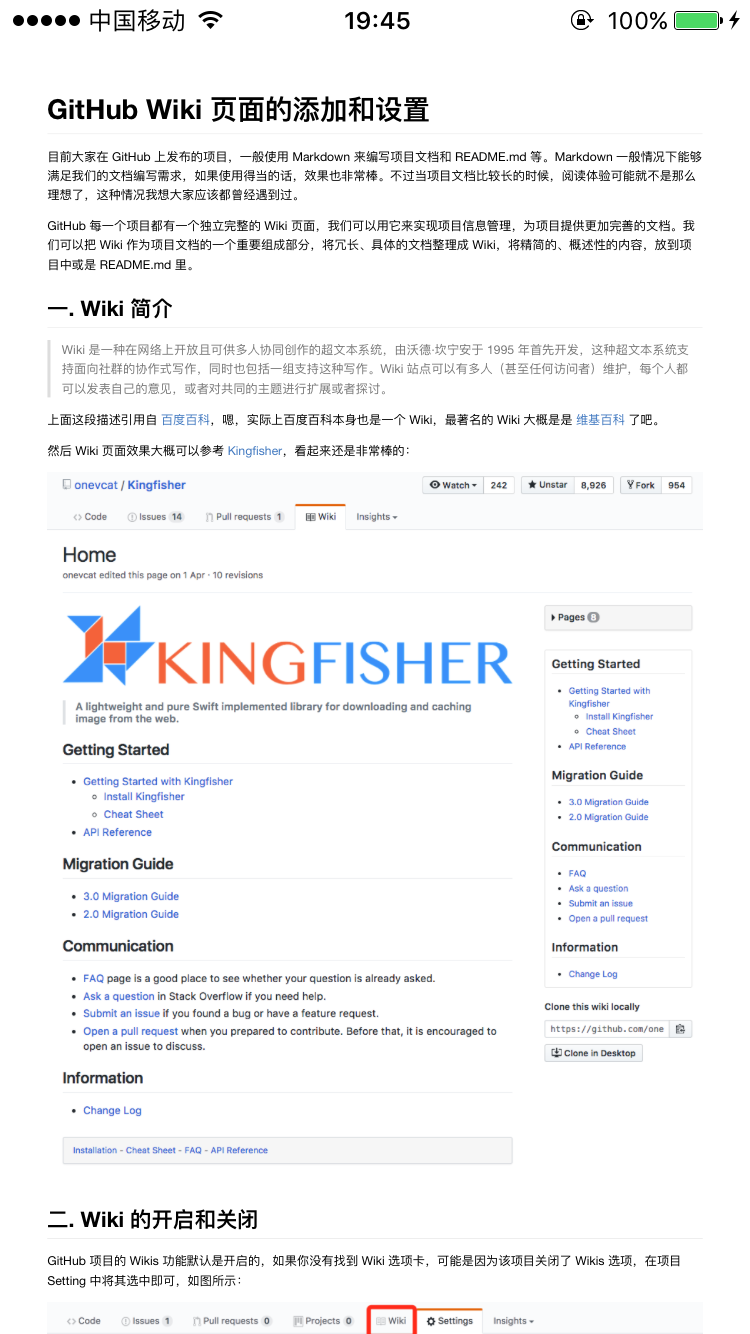 中国移动 19:45 100%
GitHub Wiki 页面的添加和设置
目前大家在 GitHub 上发布的项目，一般使用 Markdown 来编写项目文档和 README.md 等。Markdown 一般情况下能够
满足我们的文档编写需求，如果使用得当的话，效果也非常棒。不过当项目文档比较长的时候，阅读体验可能就不是那么
理想了，这种情况我想大家应该都曾经遇到过。
GitHub 每一个项目都有一个独立完整的 Wiki 页面，我们可以用它来实现项目信息管理，为项目提供更加完善的文档。我
们可以把 Wiki 作为项目文档的一个重要组成部分，将冗长、具体的文档整理成 Wiki，将精简的、概述性的内容，放到项
目中或是 README.md 里。
一. Wiki 简介
Wiki 是一种在网络上开放且可供多人协同创作的超文本系统，由沃德·坎宁安于 1995 年首先开发，这种超文本系统支
持面向社群的协作式写作，同时也包括一组支持这种写作。Wiki 站点可以有多人（甚至任何访问者）维护，每个人都
可以发表自己的意见，或者对共同的主题进行扩展或者探讨。
上面这段描述引用自 百度百科，嗯，实际上百度百科本身也是一个 Wiki，最著名的 Wiki 大概是是 维基百科 了吧。
然后 Wiki 页面效果大概可以参考 Kingfisher，看起来还是非常棒的：
onevcat / Kingfisher Watch 242 Unstar 8,926 Fork 954
Code Issues 14 Pull requests 1 Wiki Insights
Home
onevcat edited this page on 1 Apr · 10 revisions
KINGFISHER
A lightweight and pure Swift implemented library for downloading and caching
image from the web.
Getting Started
• Getting Started with Kingfisher
◦ Install Kingfisher
◦ Cheat Sheet
• API Reference
Migration Guide
• 3.0 Migration Guide
• 2.0 Migration Guide
Communication
• FAQ page is a good place to see whether your question is already asked.
• Ask a question in Stack Overflow if you need help.
• Submit an issue if you found a bug or have a feature request.
• Open a pull request when you prepared to contribute. Before that, it is encouraged to
open an issue to discuss.
Information
• Change Log
Installation - Cheat Sheet - FAQ - API Reference
Pages 8
Getting Started
• Getting Started with
Kingfisher
◦ Install Kingfisher
◦ Cheat Sheet
• API Reference
Migration Guide
• 3.0 Migration Guide
• 2.0 Migration Guide
Communication
• FAQ
• Ask a question
• Submit an issue
• Open a pull request
Information
• Change Log
Clone this wiki locally
https://github.com/one
Clone in Desktop
二. Wiki 的开启和关闭
GitHub 项目的 Wikis 功能默认是开启的，如果你没有找到 Wiki 选项卡，可能是因为该项目关闭了 Wikis 选项，在项目
Setting 中将其选中即可，如图所示：
Code Issues 1 Pull requests 0 Projects 0 Wiki Settings Insights